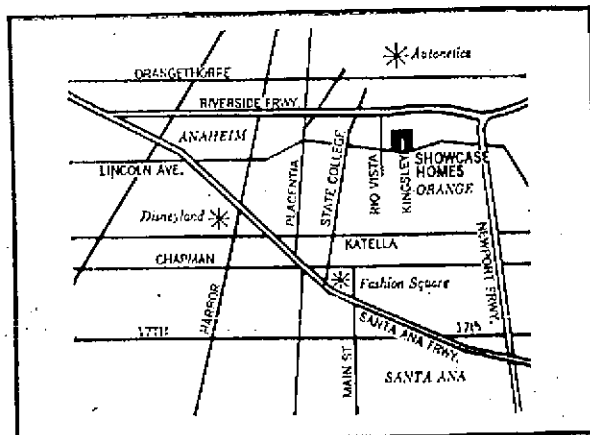 Autonetics
ORANGETHORPE
RIVERSIDE FRWY.
ANAHEIM
LINCOLN AVE.
PLACENTIA
STATE COLLEGE
RIO VISTA
KINGSLEY
SHOWCASE
HOMES
ORANGE
Disneyland
KATELLA
CHAPMAN
NEWPORT FRWY.
HARBOR
Fashion Square
17TH
SANTA ANA FRWY.
17th
MAIN ST.
SANTA ANA